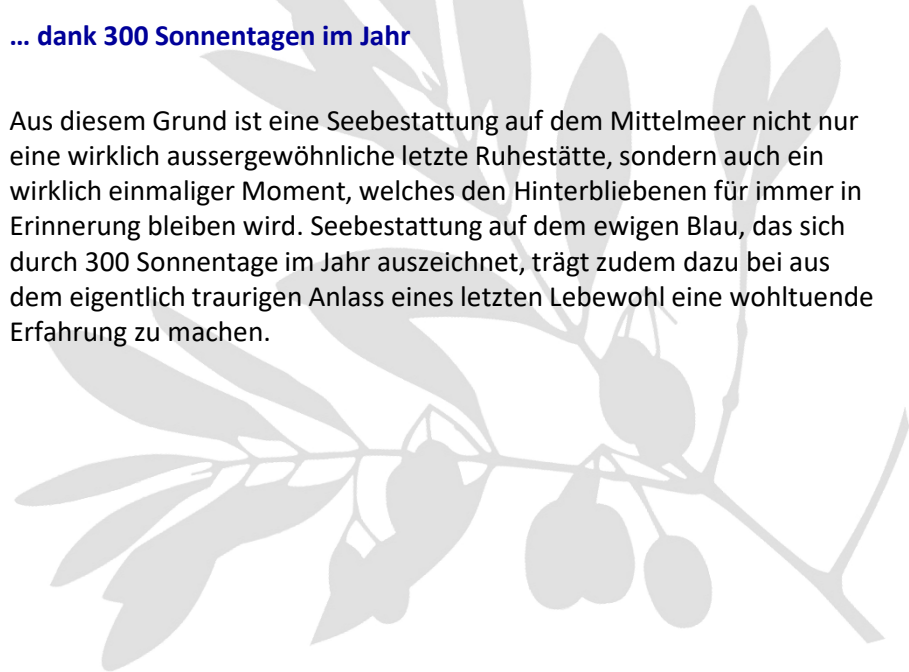 … dank 300 Sonnentagen im Jahr
Aus diesem Grund ist eine Seebestattung auf dem Mittelmeer nicht nur
eine wirklich aussergewöhnliche letzte Ruhestätte, sondern auch ein
wirklich einmaliger Moment, welches den Hinterbliebenen für immer in
Erinnerung bleiben wird. Seebestattung auf dem ewigen Blau, das sich
durch 300 Sonnentage im Jahr auszeichnet, trägt zudem dazu bei aus
dem eigentlich traurigen Anlass eines letzten Lebewohl eine wohltuende
Erfahrung zu machen.